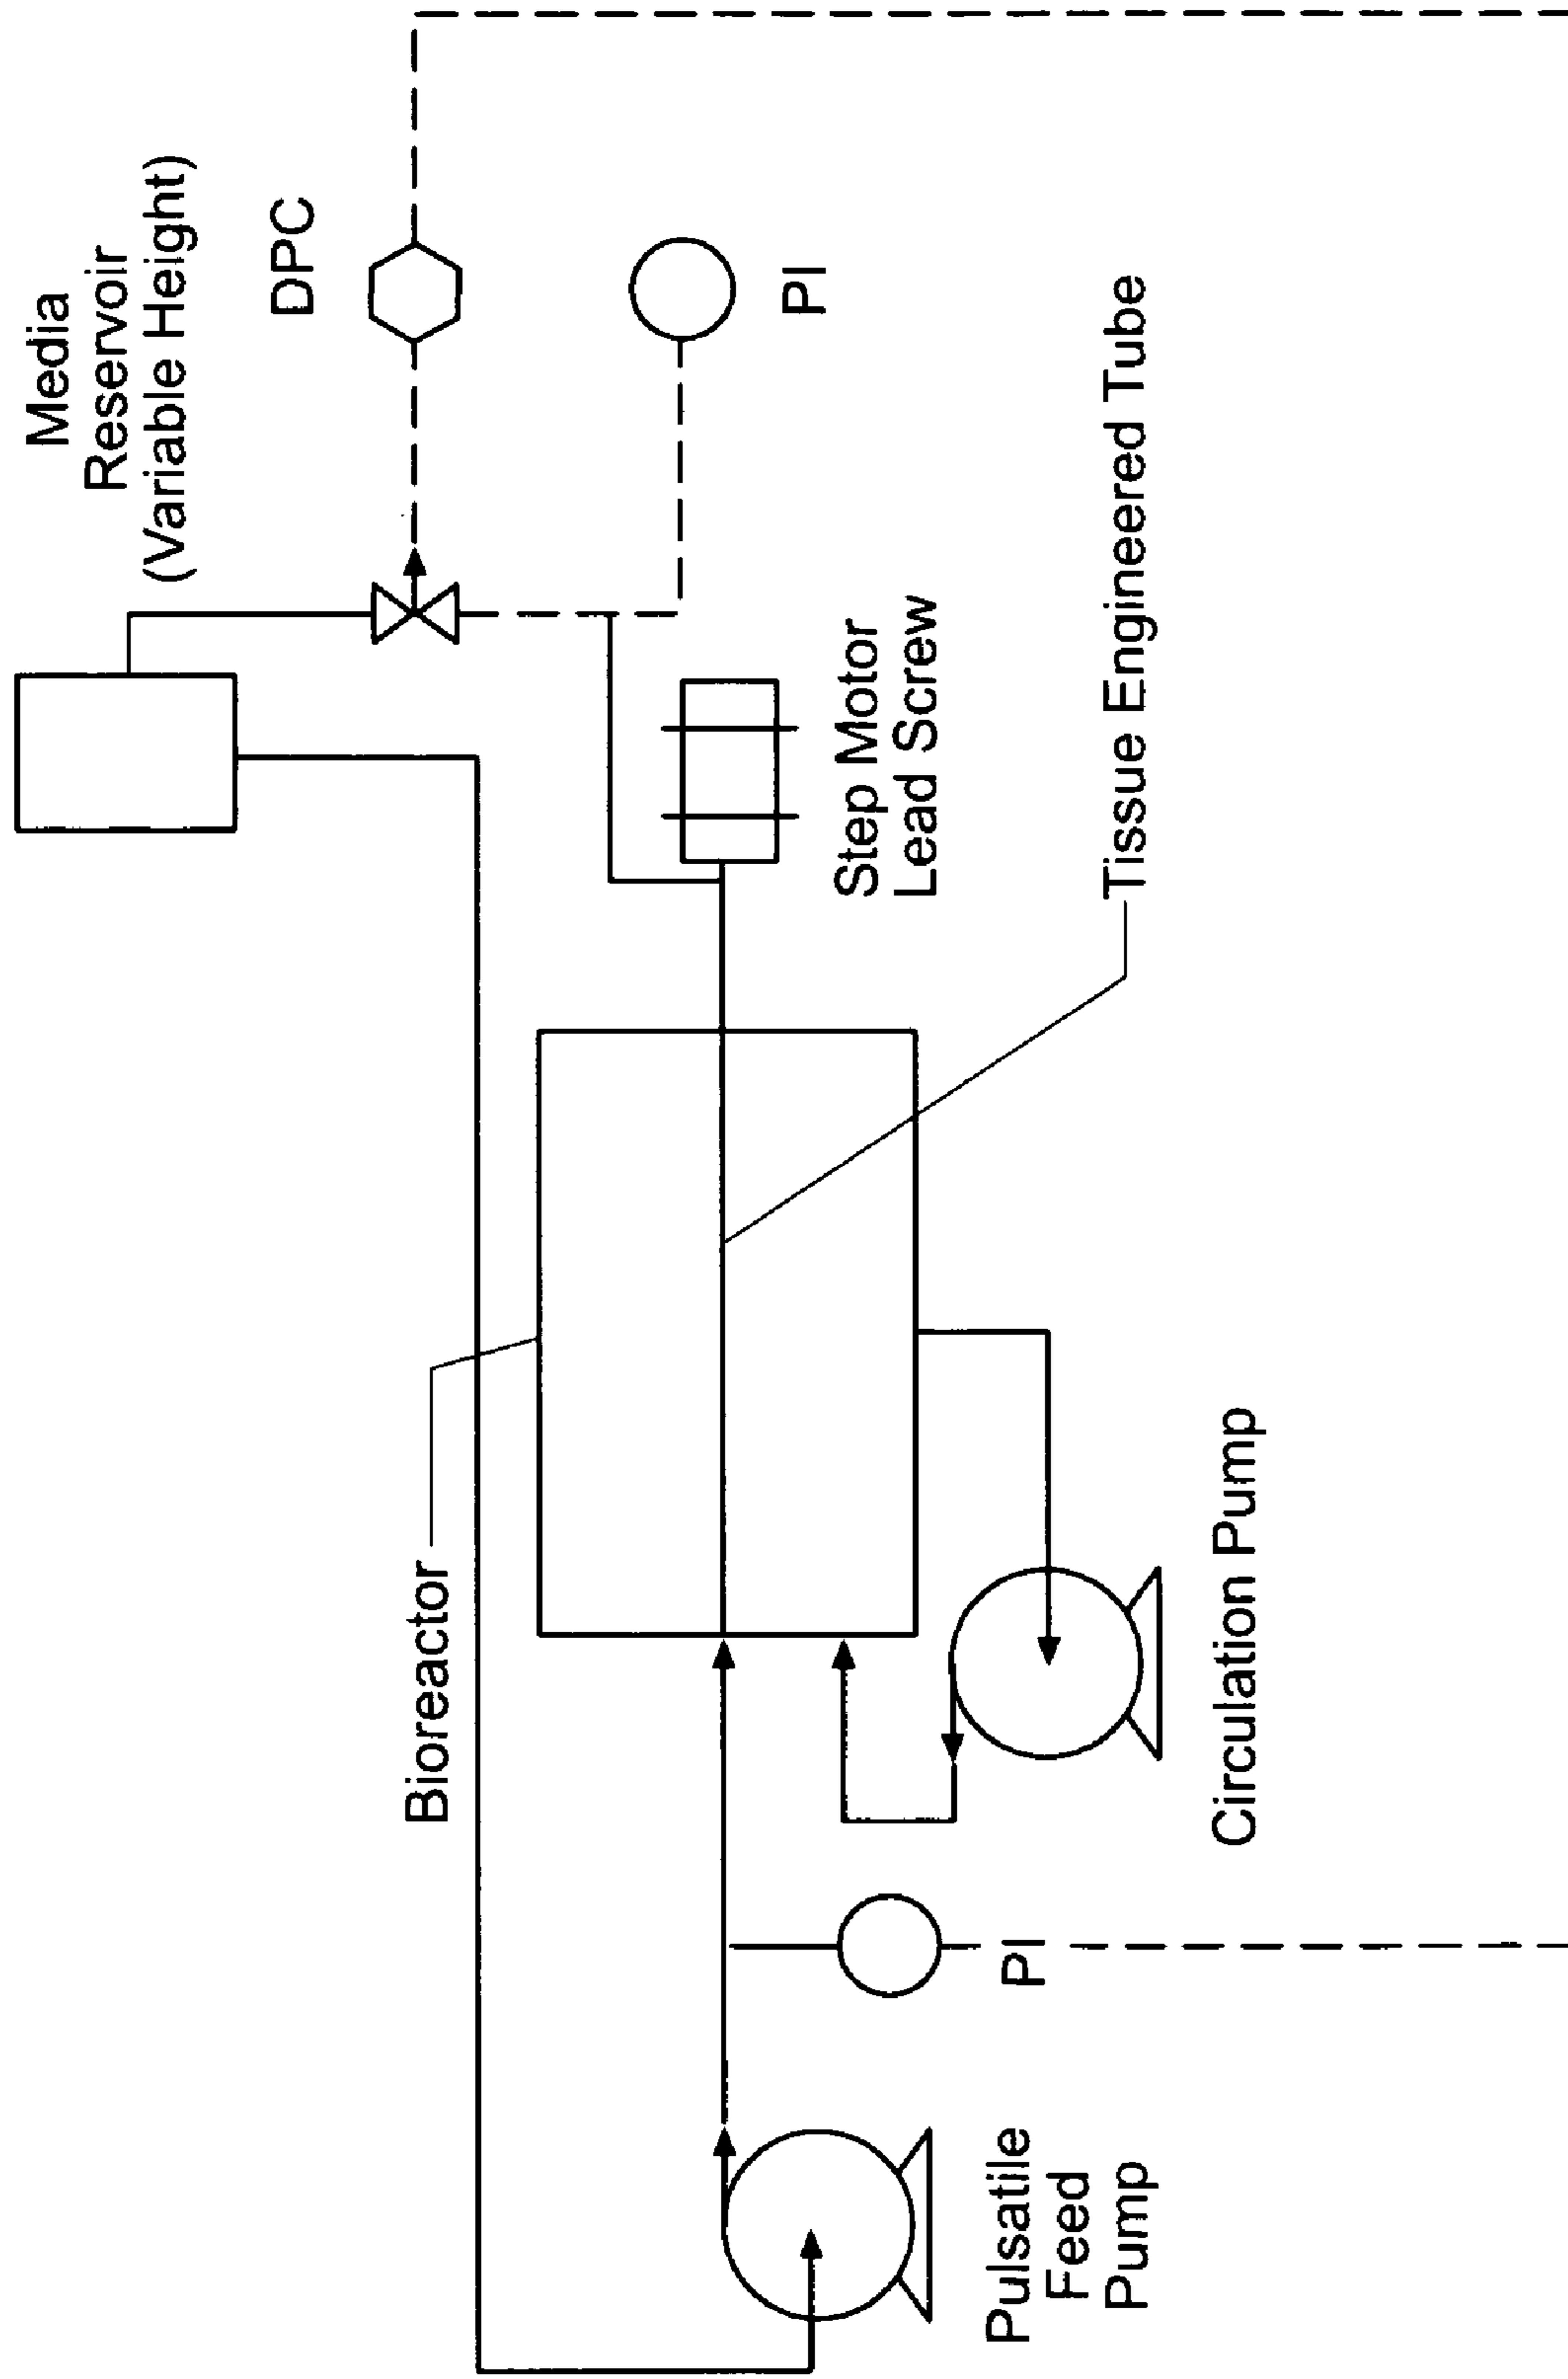 Media
Reservoir
(Variable Height)
DPC
PI
Step Motor
Lead Screw
Tissue Engineered Tube
Bioreactor
Circulation Pump
PI
Pulsatile
Feed
Pump